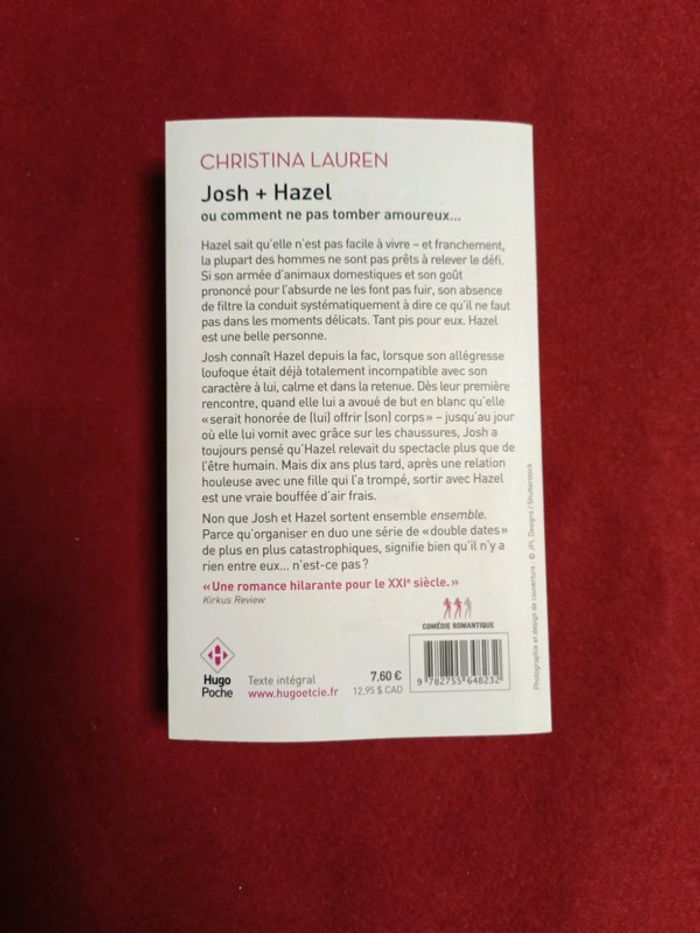 CHRISTINA LAUREN
Josh + Hazel
ou comment ne pas tomber amoureux...
Hazel sait qu'elle n'est pas facile à vivre – et franchement,
la plupart des hommes ne sont pas prêts à relever le défi.
Si son armée d'animaux domestiques et son goût
prononcé pour l'absurde ne les font pas fuir, son absence
de filtre la conduit systématiquement à dire ce qu'il ne faut
pas dans les moments délicats. Tant pis pour eux. Hazel
est une belle personne.
Josh connaît Hazel depuis la fac, lorsque son allégresse
loufoque était déjà totalement incompatible avec son
caractère à lui, calme et dans la retenue. Dès leur première
rencontre, quand elle lui a avoué de but en blanc qu'elle
« serait honorée de (lui) offrir (son) corps » – jusqu'au jour
où elle lui vomit avec grâce sur les chaussures, Josh a
toujours pensé qu'Hazel relevait du spectacle plus que de
l'être humain. Mais dix ans plus tard, après une relation
houleuse avec une fille qui l'a trompé, sortir avec Hazel
est une vraie bouffée d'air frais.
Non que Josh et Hazel sortent ensemble ensemble.
Parce qu'organiser en duo une série de « double dates »
de plus en plus catastrophiques, signifie bien qu'il n'y a
rien entre eux... n'est-ce pas ?
« Une romance hilarante pour le XXIe siècle. »
Kirkus Review
COMÉDIE ROMANTIQUE
H
Hugo
Poche
Texte intégral
www.hugoetcie.fr
7,60 €
12,95 $ CAD
9 782755 648232
Photographie et design de couverture : © JPL Designs / Shutterstock